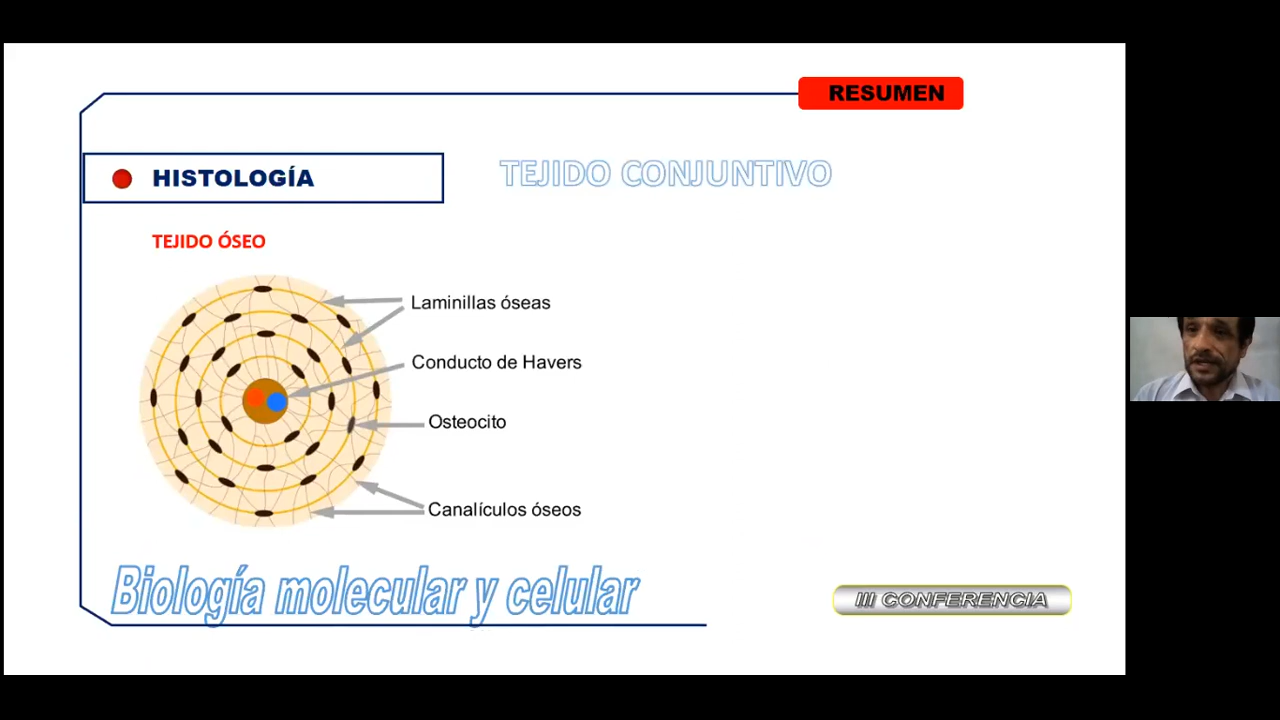 RESUMEN
HISTOLOGÍA
TEJIDO CONJUNTIVO
TEJIDO ÓSEO
Laminillas óseas
Conducto de Havers
Osteocito
Canalículos óseos
Biología molecular y celular
III CONFERENCIA